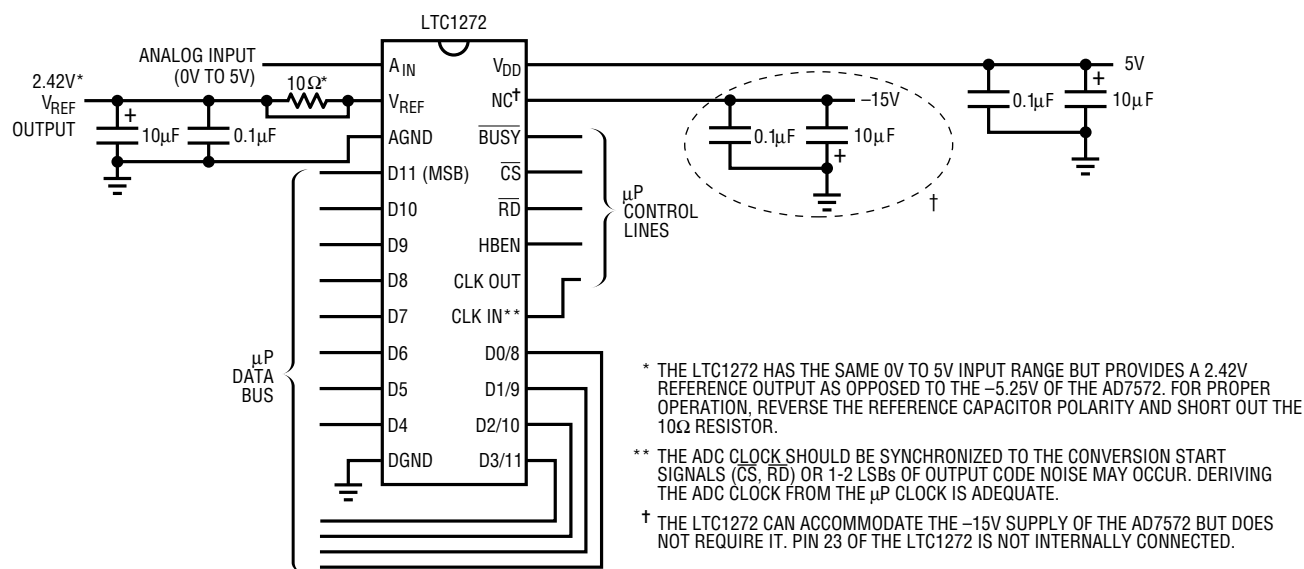 LTC1272
ANALOG INPUT
(0V TO 5V)
2.42V*
VREF
OUTPUT
10Ω*
10µF
0.1µF
AIN
VREF
AGND
D11 (MSB)
D10
D9
D8
D7
D6
D5
D4
DGND
VDD
NC†
BUSY
CS
RD
HBEN
CLK OUT
CLK IN**
D0/8
D1/9
D2/10
D3/11
+
+
+
5V
0.1µF
10µF
–15V
0.1µF
10µF
†
µP
CONTROL
LINES
µP
DATA
BUS
* THE LTC1272 HAS THE SAME 0V TO 5V INPUT RANGE BUT PROVIDES A 2.42V
REFERENCE OUTPUT AS OPPOSED TO THE –5.25V OF THE AD7572. FOR PROPER
OPERATION, REVERSE THE REFERENCE CAPACITOR POLARITY AND SHORT OUT THE
10Ω RESISTOR.
** THE ADC CLOCK SHOULD BE SYNCHRONIZED TO THE CONVERSION START
SIGNALS (CS, RD) OR 1-2 LSBs OF OUTPUT CODE NOISE MAY OCCUR. DERIVING
THE ADC CLOCK FROM THE µP CLOCK IS ADEQUATE.
† THE LTC1272 CAN ACCOMMODATE THE –15V SUPPLY OF THE AD7572 BUT DOES
NOT REQUIRE IT. PIN 23 OF THE LTC1272 IS NOT INTERNALLY CONNECTED.